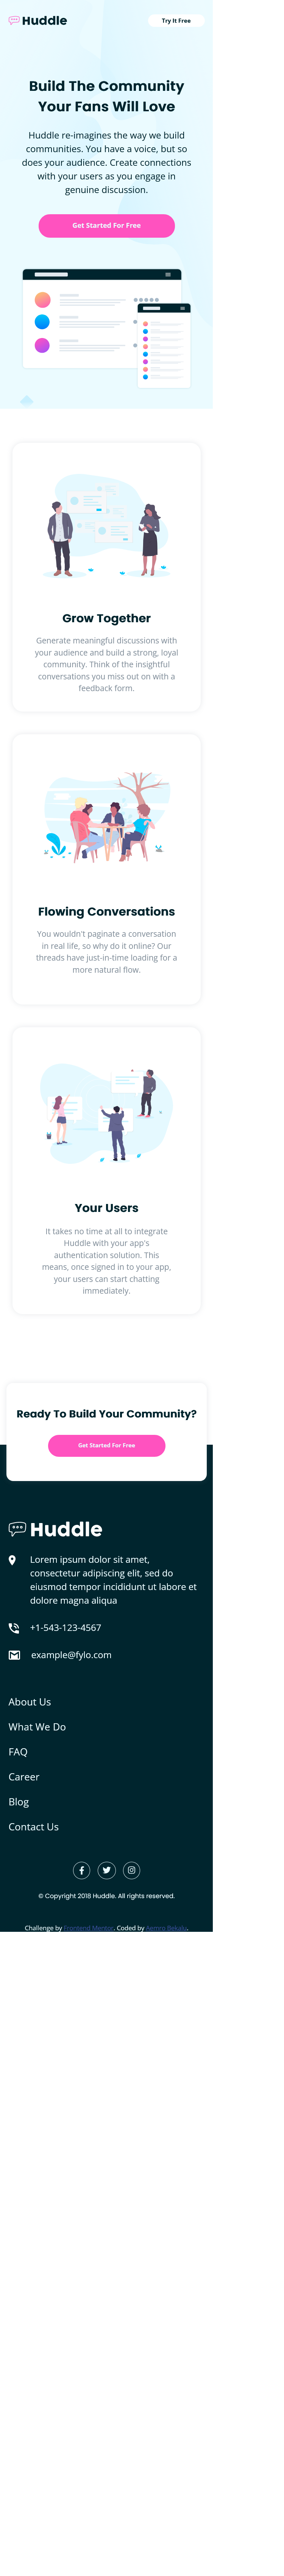 Huddle
Try It Free
Build The Community
Your Fans Will Love
Huddle re-imagines the way we build
communities. You have a voice, but so
does your audience. Create connections
with your users as you engage in
genuine discussion.
Get Started For Free
Grow Together
Generate meaningful discussions with
your audience and build a strong, loyal
community. Think of the insightful
conversations you miss out on with a
feedback form.
Flowing Conversations
You wouldn't paginate a conversation
in real life, so why do it online? Our
threads have just-in-time loading for a
more natural flow.
Your Users
It takes no time at all to integrate
Huddle with your app's
authentication solution. This
means, once signed in to your app,
your users can start chatting
immediately.
Ready To Build Your Community?
Get Started For Free
Huddle
Lorem ipsum dolor sit amet,
consectetur adipiscing elit, sed do
eiusmod tempor incididunt ut labore et
dolore magna aliqua
+1-543-123-4567
example@fylo.com
About Us
What We Do
FAQ
Career
Blog
Contact Us
© Copyright 2018 Huddle. All rights reserved.
Challenge by Frontend Mentor. Coded by Aemro Bekalu.